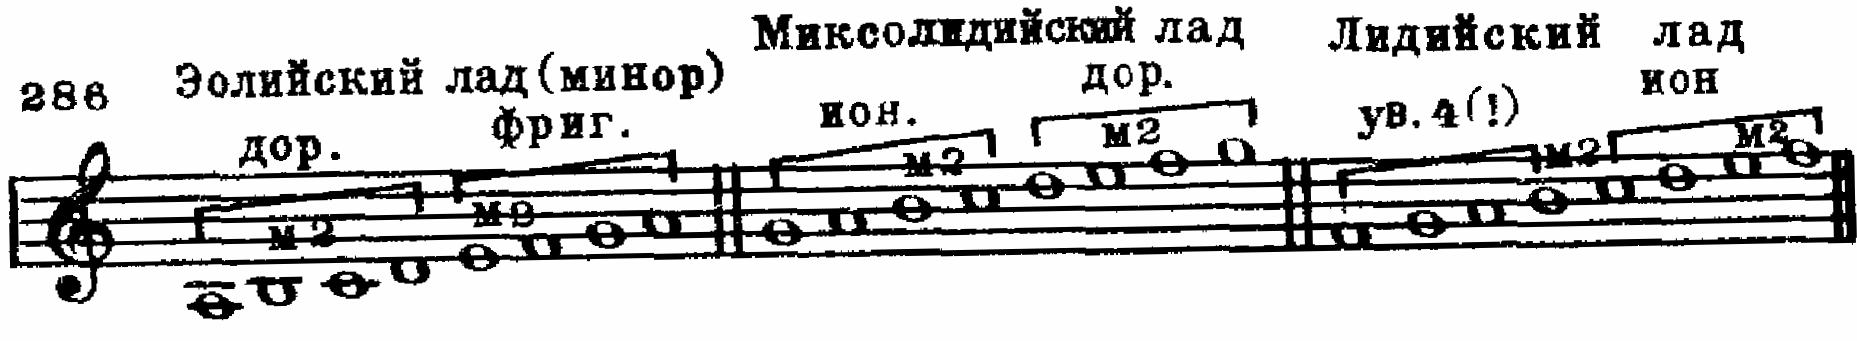 Миксолидийский лад Лидийский лад
286 Эолийский лад (минор) дор. ион
дор. фриг. ион. м2 ув. 4(!) м2
м2 м2 м2 м2